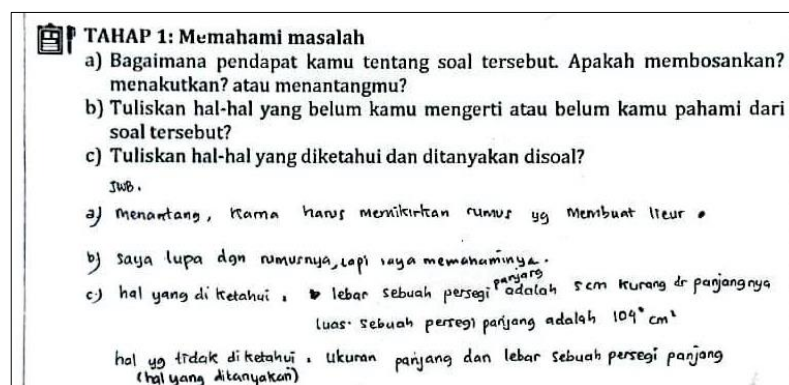 TAHAP 1: Memahami masalah
a) Bagaimana pendapat kamu tentang soal tersebut. Apakah membosankan?
menakutkan? atau menantangmu?
b) Tuliskan hal-hal yang belum kamu mengerti atau belum kamu pahami dari
soal tersebut?
c) Tuliskan hal-hal yang diketahui dan ditanyakan disoal?
JWB.
a) menantang, karna harus memikirkan rumus yg membuat lieur.
b) saya lupa dgn rumusnya, tapi saya memahaminya.
c) hal yang di ketahui : lebar sebuah persegi panjang adalah 5cm kurang dr panjangnya
luas sebuah persegi panjang adalah 104 cm²
hal yg tidak di ketahui : ukuran panjang dan lebar sebuah persegi panjang
(hal yang ditanyakan)